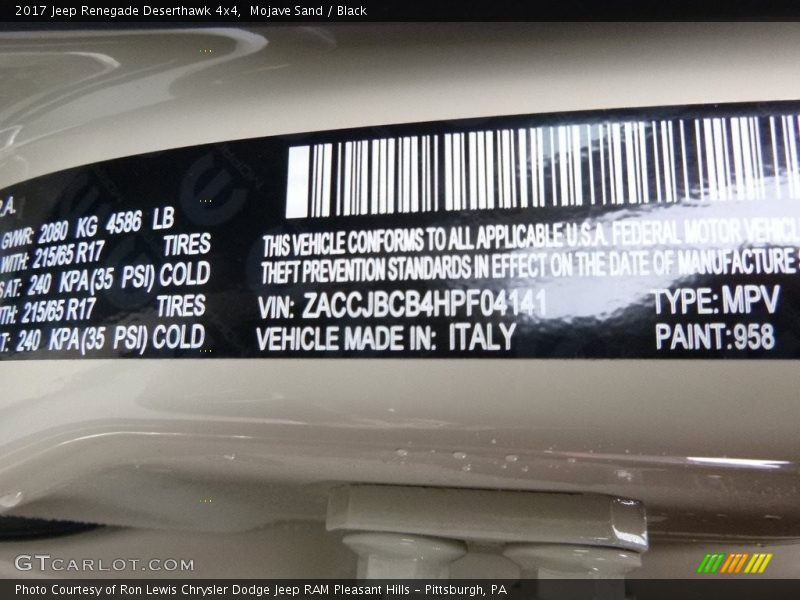 2017 Jeep Renegade Deserthawk 4x4, Mojave Sand / Black
GVWR: 2080 KG 4586 LB
WITH: 215/65 R17 TIRES
AT: 240 KPA(35 PSI) COLD
215/65 R17 TIRES
240 KPA(35 PSI) COLD
THIS VEHICLE CONFORMS TO ALL APPLICABLE U.S.A. FEDERAL MOTOR
THEFT PREVENTION STANDARDS IN EFFECT ON THE DATE OF MANUFACTURE
VIN: ZACCJBCB4HPF04141 TYPE: MPV
VEHICLE MADE IN: ITALY PAINT:958
GTCARLOT.COM
Photo Courtesy of Ron Lewis Chrysler Dodge Jeep RAM Pleasant Hills - Pittsburgh, PA